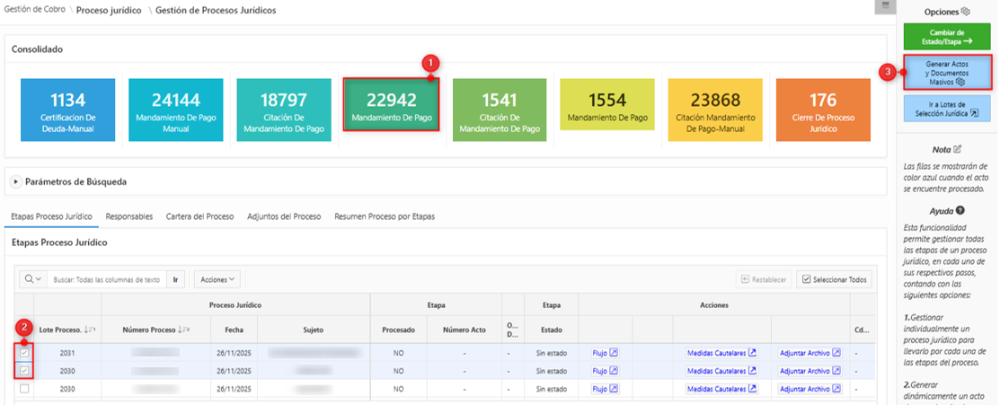 Gestión de Cobro \ Proceso jurídico \ Gestión de Procesos Jurídicos
Consolidado
1
1134
Certificacion De
Deuda-Manual
24144
Mandamiento De Pago
Manual
18797
Citación De
Mandamiento De Pago
22942
Mandamiento De Pago
1541
Citación De
Mandamiento De Pago
1554
Mandamiento De Pago
23868
Citación Mandamiento
De Pago-Manual
176
Cierre De Proceso
Juridico
Parámetros de Búsqueda
Etapas Proceso Jurídico Responsables Cartera del Proceso Adjuntos del Proceso Resumen Proceso por Etapas
Etapas Proceso Jurídico
Buscar: Todas las columnas de texto Ir Acciones Restablecer Seleccionar Todos
Proceso Jurídico Etapa Etapa Acciones
2
Lote Proceso. Número Proceso Fecha Sujeto Procesado Número Acto O... D... Estado Cd...
2031 26/11/2025 NO - - Sin estado Flujo Medidas Cautelares Adjuntar Archivo -
2030 26/11/2025 NO - - Sin estado Flujo Medidas Cautelares Adjuntar Archivo -
2030 26/11/2025 NO - - Sin estado Flujo Medidas Cautelares Adjuntar Archivo -
Opciones
Cambiar de
Estado/Etapa
3
Generar Actos
y Documentos
Masivos
Ir a Lotes de
Selección Jurídica
Nota
Las filas se mostrarán de
color azul cuando el acto
se encuentre procesado.
Ayuda
Esta funcionalidad
permite gestionar todas
las etapas de un proceso
jurídico, en cada uno de
sus respectivos pasos,
contando con las
siguientes opciones:
1.Gestionar
individualmente un
proceso jurídico para
llevarlo por cada una de
las etapas del proceso.
2.Generar
dinámicamente un acto